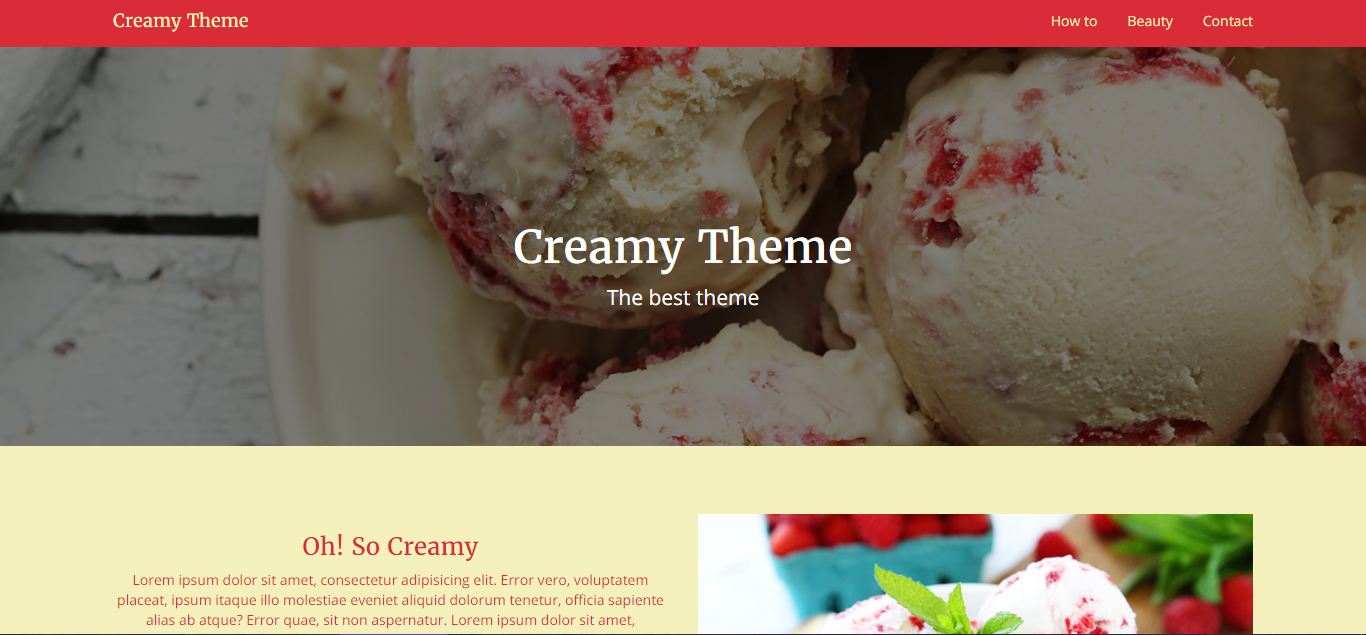 Creamy Theme
How to Beauty Contact
Creamy Theme
The best theme
Oh! So Creamy
Lorem ipsum dolor sit amet, consectetur adipisicing elit. Error vero, voluptatem
placeat, ipsum itaque illo molestiae eveniet aliquid dolorum tenetur, officia sapiente
alias ab atque? Error quae, sit non aspernatur. Lorem ipsum dolor sit amet,